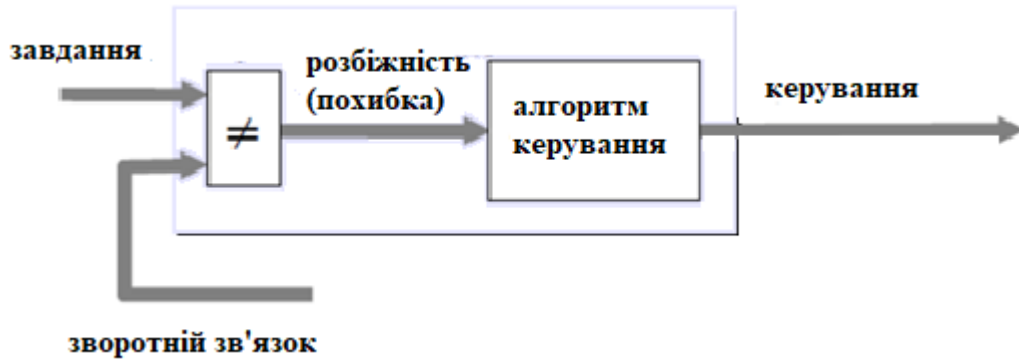 завдання
розбіжність
(похибка)
≠
алгоритм
керування
керування
зворотній зв'язок